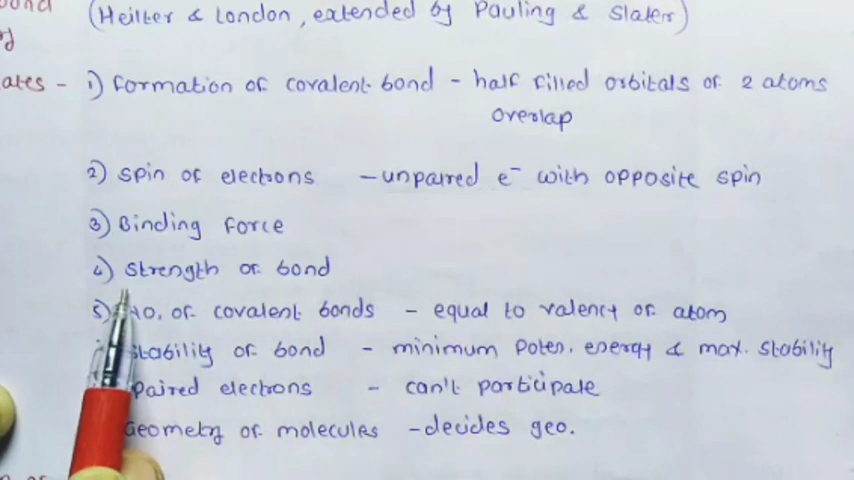 (Heitler & London, extended by Pauling & Slater)
1) Formation of covalent bond - half filled orbitals of 2 atoms
overlap
2) Spin of electrons - unpaired e⁻ with opposite spin
3) Binding Force
4) Strength of bond
5) No. of covalent bonds - equal to valency of atom
stability of bond - minimum poten. energy & max. stability
paired electrons - can't participate
Geometry of molecules - decides geo.